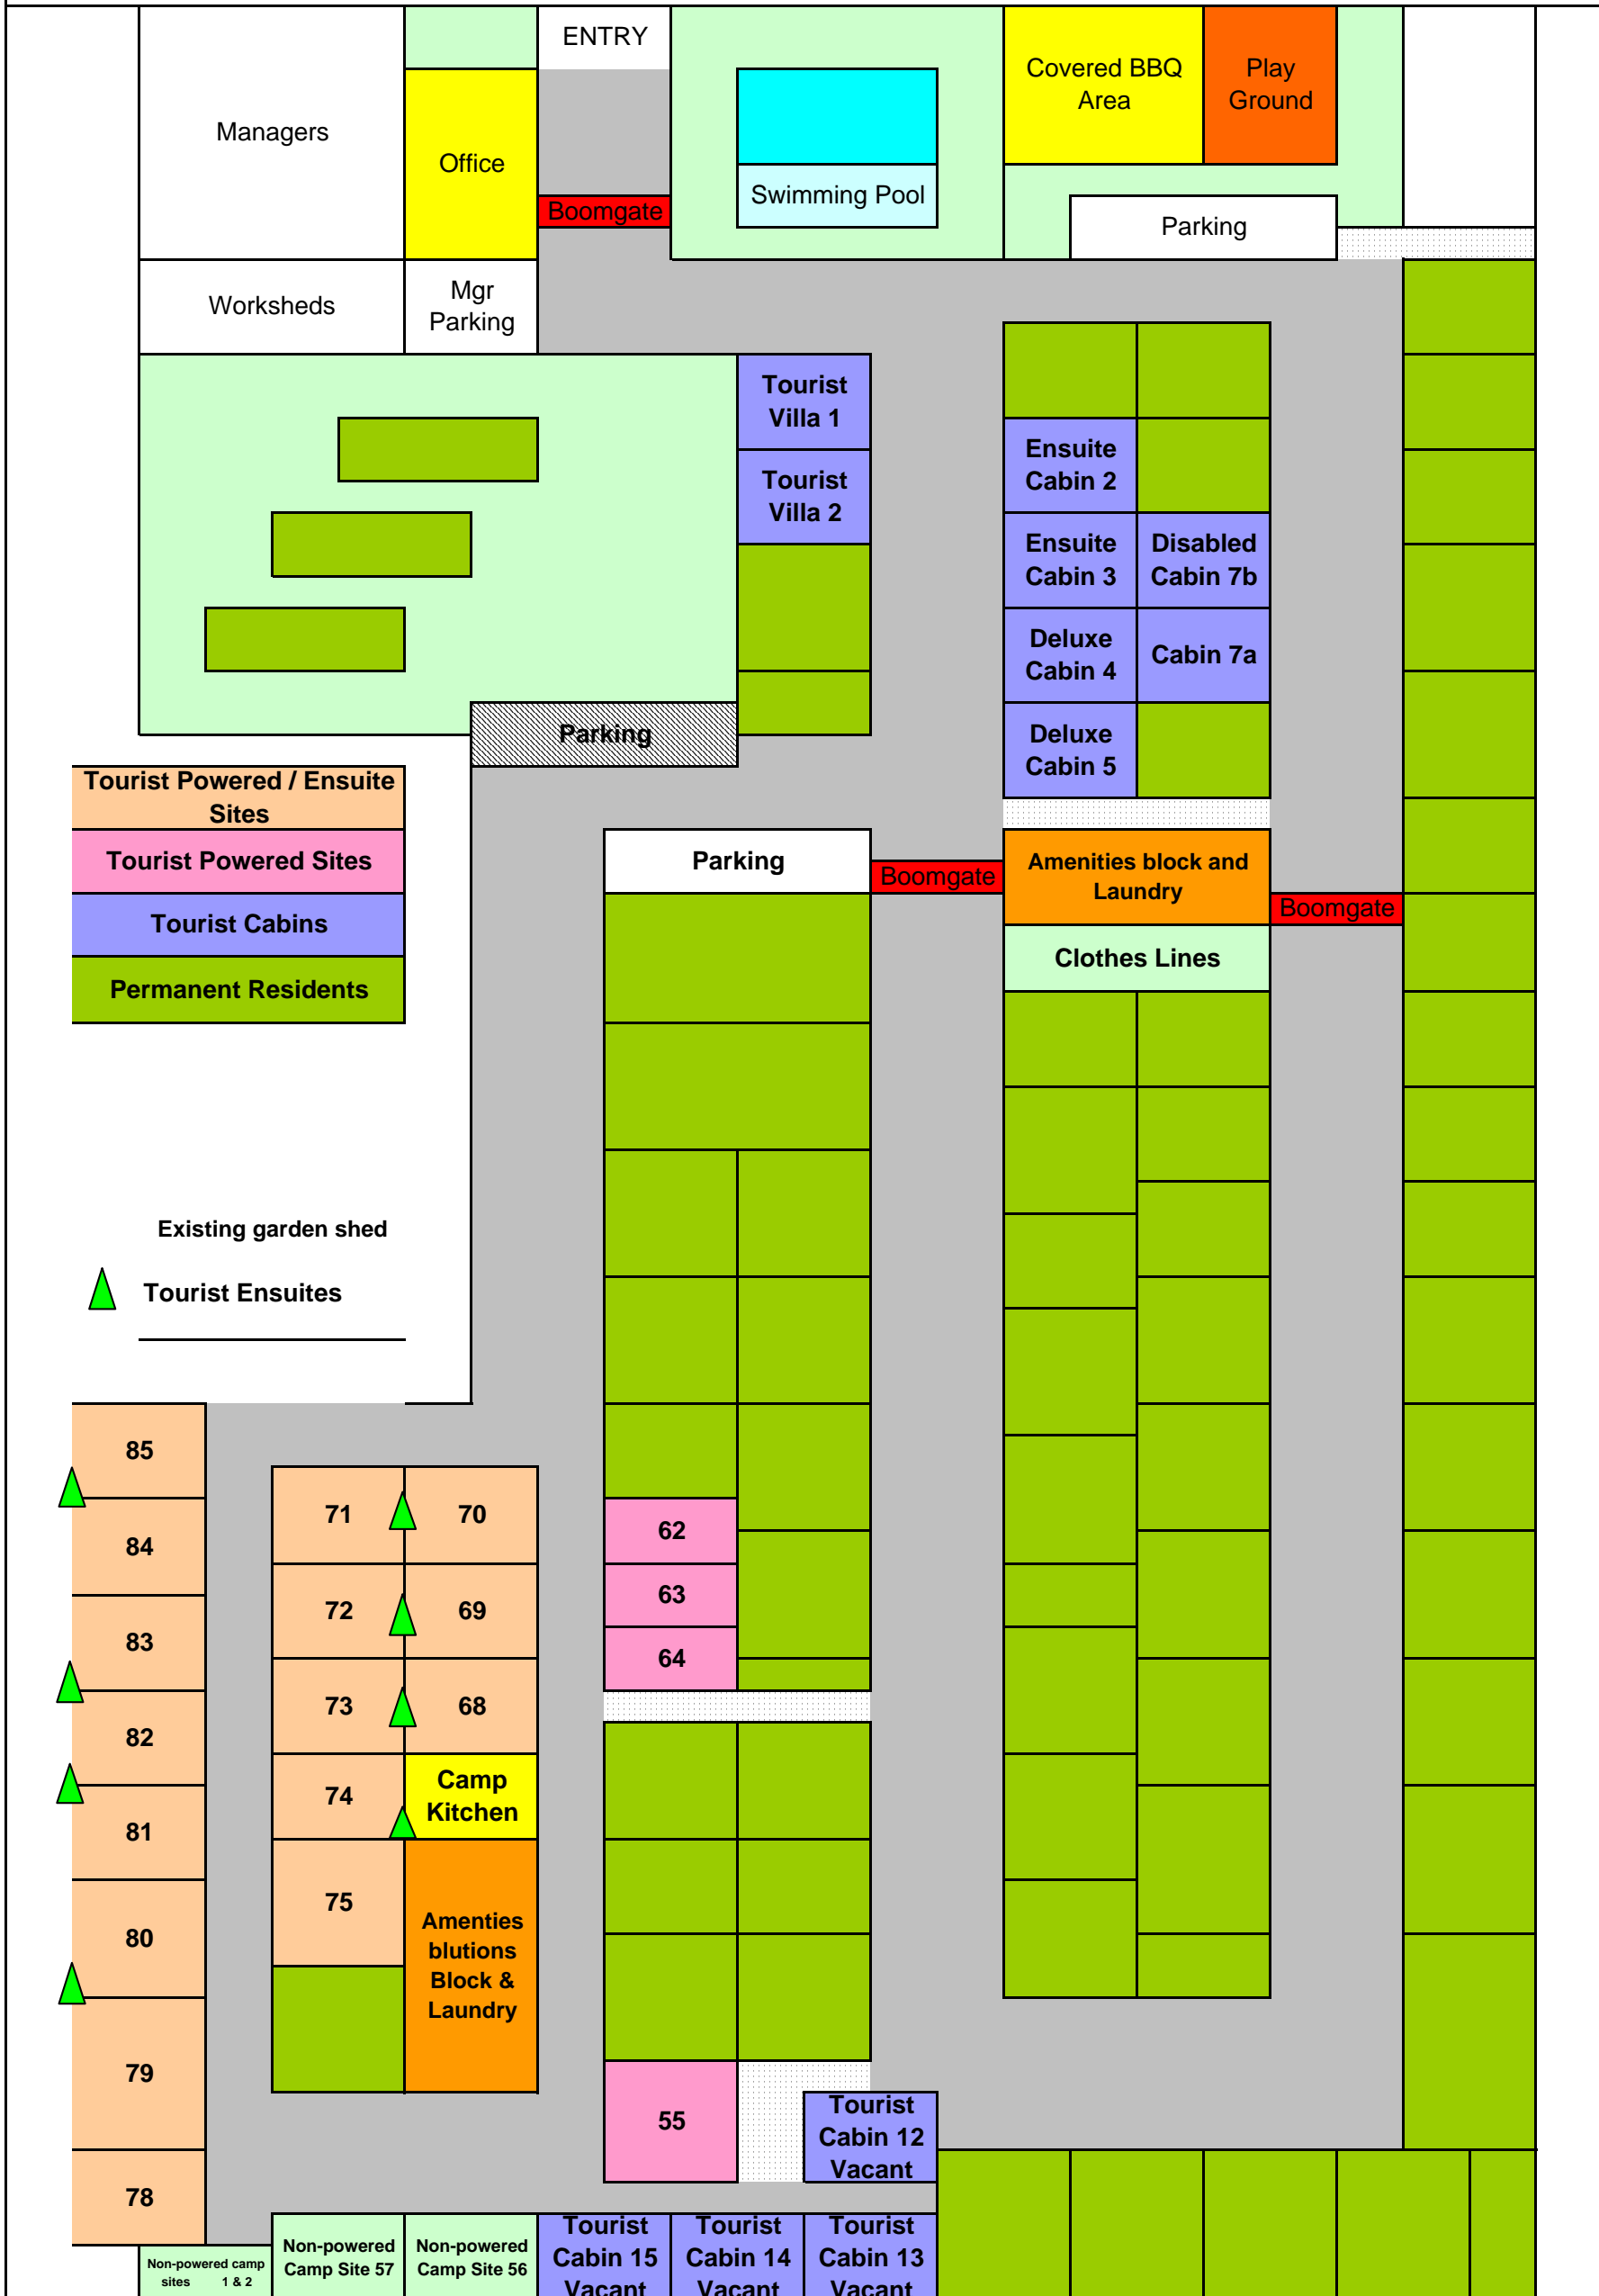 ENTRY
Managers
Office
Boomgate
Swimming Pool
Covered BBQ
Area
Play
Ground
Parking
Worksheds
Mgr
Parking
Tourist
Villa 1
Tourist
Villa 2
Ensuite
Cabin 2
Ensuite
Cabin 3
Disabled
Cabin 7b
Deluxe
Cabin 4
Cabin 7a
Deluxe
Cabin 5
Parking
Tourist Powered / Ensuite
Sites
Tourist Powered Sites
Tourist Cabins
Permanent Residents
Parking
Boomgate
Amenities block and
Laundry
Boomgate
Clothes Lines
Existing garden shed
Tourist Ensuites
85
84
83
82
81
80
79
78
71
70
72
69
73
68
74
Camp
Kitchen
75
Amenties
blutions
Block &
Laundry
62
63
64
55
Tourist
Cabin 12
Vacant
Non-powered camp
sites 1 & 2
Non-powered
Camp Site 57
Non-powered
Camp Site 56
Tourist
Cabin 15
Vacant
Tourist
Cabin 14
Vacant
Tourist
Cabin 13
Vacant